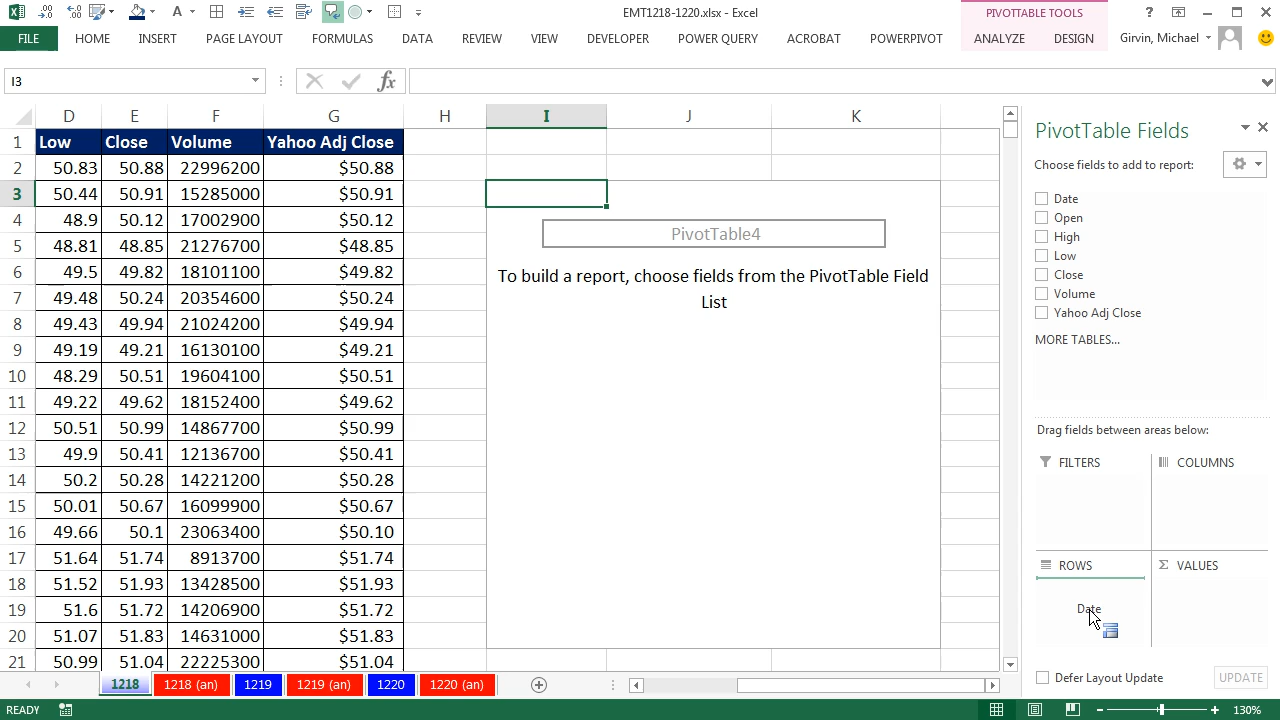 EMT1218-1220.xlsx - Excel
PIVOTTABLE TOOLS
FILE HOME INSERT PAGE LAYOUT FORMULAS DATA REVIEW VIEW DEVELOPER POWER QUERY ACROBAT POWERPIVOT ANALYZE DESIGN Girvin, Michael
I3
fx
D E F G H I J K
1 Low Close Volume Yahoo Adj Close
2 50.83 50.88 22996200 $50.88
3 50.44 50.91 15285000 $50.91
4 48.9 50.12 17002900 $50.12
5 48.81 48.85 21276700 $48.85
6 49.5 49.82 18101100 $49.82
7 49.48 50.24 20354600 $50.24
8 49.43 49.94 21024200 $49.94
9 49.19 49.21 16130100 $49.21
10 48.29 50.51 19604100 $50.51
11 49.22 49.62 18152400 $49.62
12 50.51 50.99 14867700 $50.99
13 49.9 50.41 12136700 $50.41
14 50.2 50.28 14221200 $50.28
15 50.01 50.67 16099900 $50.67
16 49.66 50.1 23063400 $50.10
17 51.64 51.74 8913700 $51.74
18 51.52 51.93 13428500 $51.93
19 51.6 51.72 14206900 $51.72
20 51.07 51.83 14631000 $51.83
21 50.99 51.04 22225300 $51.04
PivotTable4
To build a report, choose fields from the PivotTable Field
List
PivotTable Fields
Choose fields to add to report:
Date
Open
High
Low
Close
Volume
Yahoo Adj Close
MORE TABLES...
Drag fields between areas below:
FILTERS COLUMNS
ROWS VALUES
Date
Defer Layout Update UPDATE
1218 1218 (an) 1219 1219 (an) 1220 1220 (an)
READY 130%